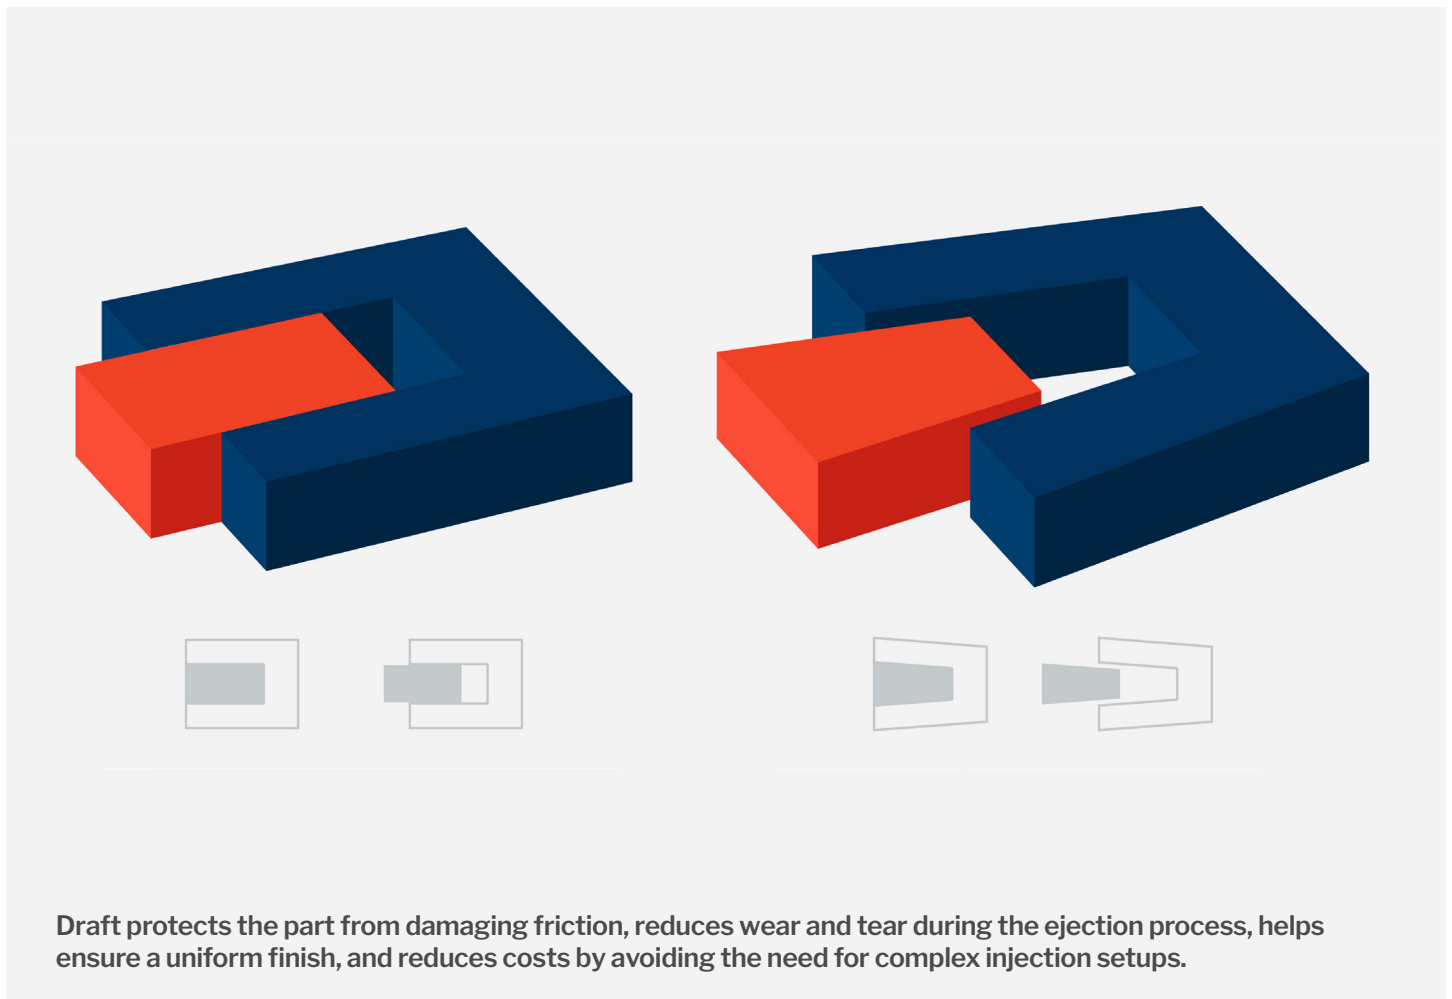 Draft protects the part from damaging friction, reduces wear and tear during the ejection process, helps
ensure a uniform finish, and reduces costs by avoiding the need for complex injection setups.